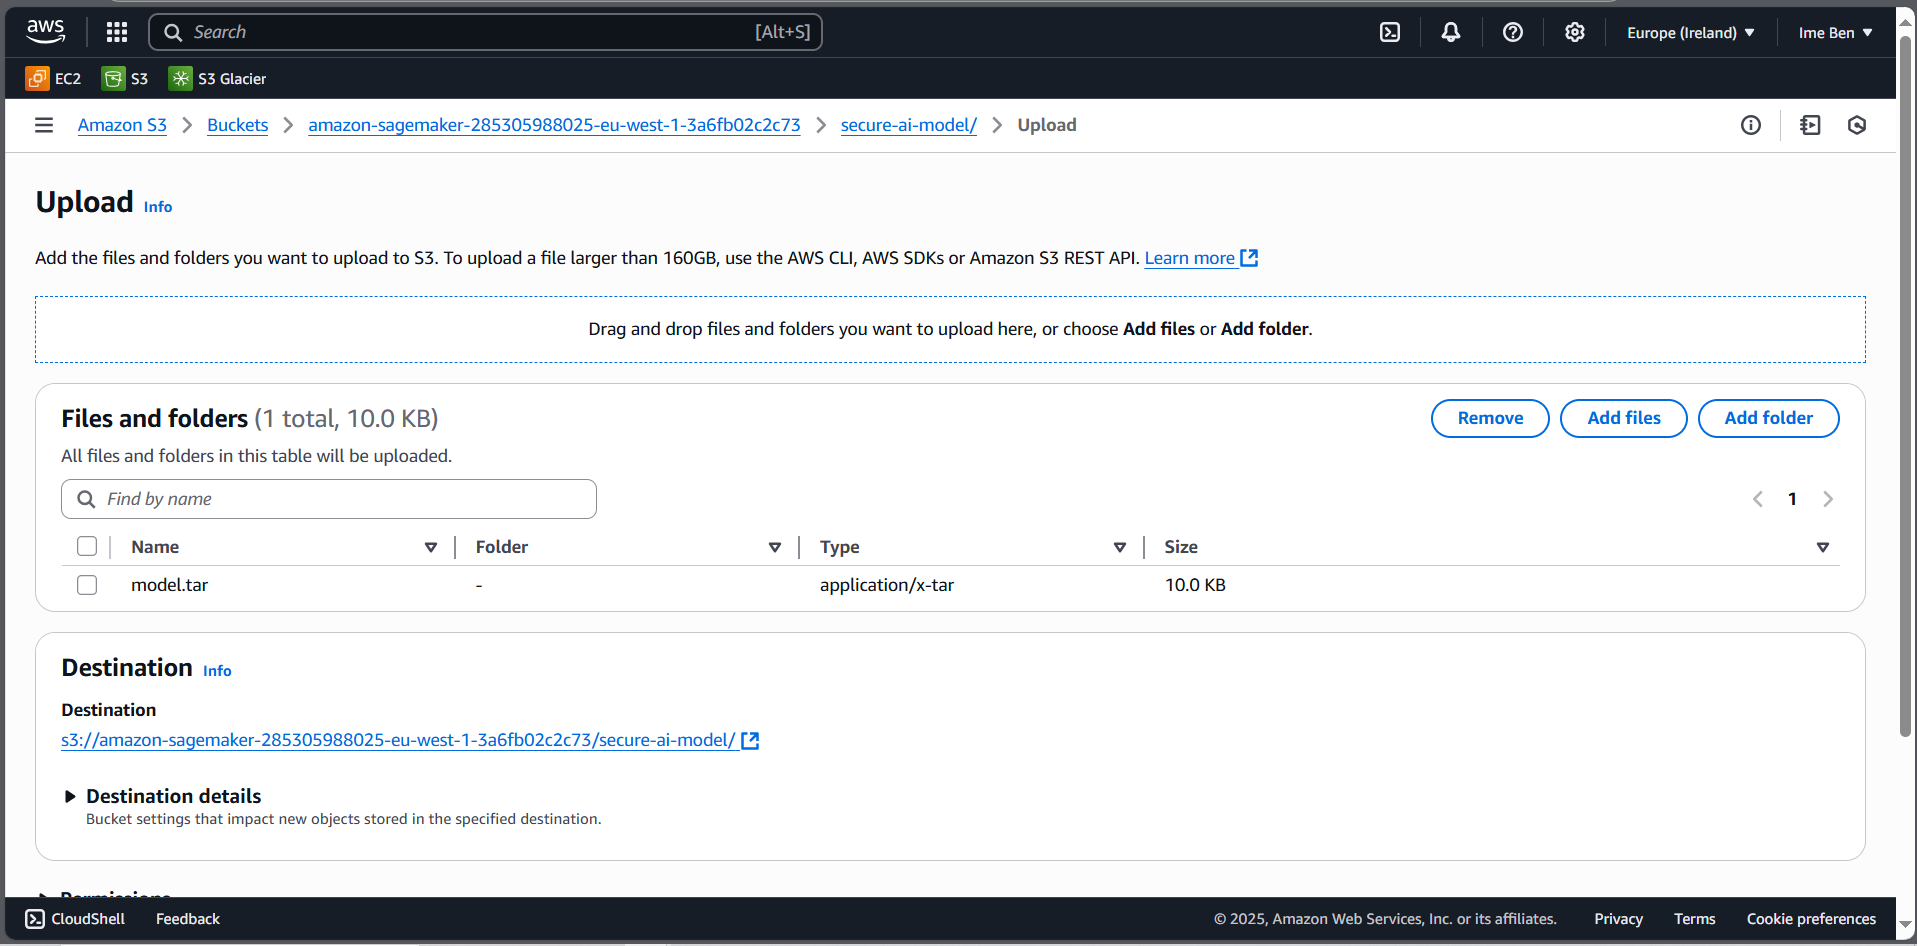 aws
Search [Alt+S]
Europe (Ireland) Ime Ben
EC2 S3 S3 Glacier
Amazon S3 Buckets amazon-sagemaker-285305988025-eu-west-1-3a6fb02c2c73 secure-ai-model/ Upload
Upload Info
Add the files and folders you want to upload to S3. To upload a file larger than 160GB, use the AWS CLI, AWS SDKs or Amazon S3 REST API. Learn more
Drag and drop files and folders you want to upload here, or choose Add files or Add folder.
Files and folders (1 total, 10.0 KB)
Remove Add files Add folder
All files and folders in this table will be uploaded.
Find by name
1
Name Folder Type Size
model.tar - application/x-tar 10.0 KB
Destination Info
Destination
s3://amazon-sagemaker-285305988025-eu-west-1-3a6fb02c2c73/secure-ai-model/
Destination details
Bucket settings that impact new objects stored in the specified destination.
Permissions
CloudShell Feedback © 2025, Amazon Web Services, Inc. or its affiliates. Privacy Terms Cookie preferences